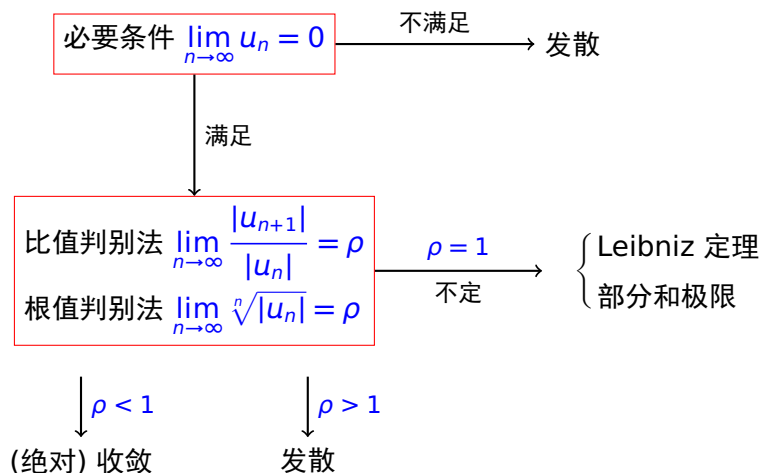 必要条件 lim_{n→∞} u_n = 0
不满足
发散
满足
比值判别法 lim_{n→∞} |u_{n+1}| / |u_n| = ρ
根值判别法 lim_{n→∞} ⁿ√|u_n| = ρ
ρ = 1
不定
Leibniz 定理
部分和极限
ρ < 1
ρ > 1
(绝对) 收敛
发散